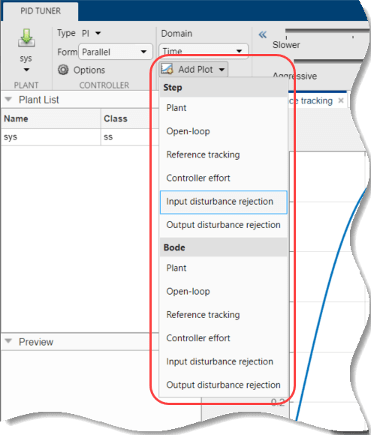 PID TUNER
Type PI
Domain
Slower
sys
Form Parallel
Time
Options
Add Plot
Aggressive
PLANT
CONTROLLER
Plant List
Step
ce tracking
Name
Class
Plant
sys
ss
Open-loop
Reference tracking
Controller effort
Input disturbance rejection
Output disturbance rejection
Bode
Plant
Open-loop
Reference tracking
Controller effort
Preview
Input disturbance rejection
Output disturbance rejection
0.2